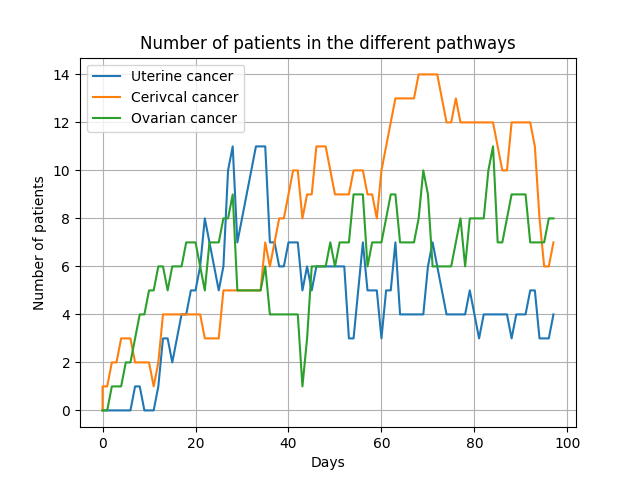 Number of patients in the different pathways
Uterine cancer
Cerivcal cancer
Ovarian cancer
Number of patients
14
12
10
8
6
4
2
0
0 20 40 60 80 100
Days